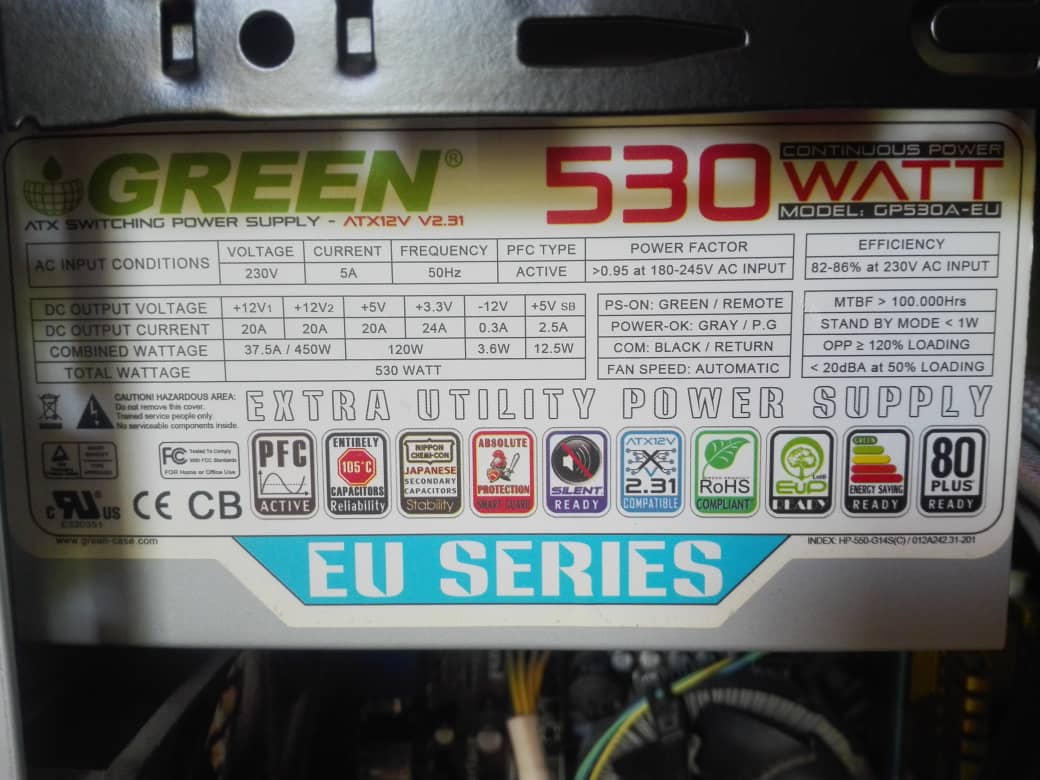 GREEN®
ATX SWITCHING POWER SUPPLY - ATX12V V2.31
530 WATT
CONTINUOUS POWER
MODEL: GP530A-EU
AC INPUT CONDITIONS VOLTAGE CURRENT FREQUENCY PFC TYPE POWER FACTOR EFFICIENCY
230V 5A 50Hz ACTIVE >0.95 at 180-245V AC INPUT 82-86% at 230V AC INPUT
DC OUTPUT VOLTAGE +12V1 +12V2 +5V +3.3V -12V +5V SB PS-ON: GREEN / REMOTE MTBF > 100.000Hrs
DC OUTPUT CURRENT 20A 20A 20A 24A 0.3A 2.5A POWER-OK: GRAY / P.G STAND BY MODE < 1W
COMBINED WATTAGE 37.5A / 450W 120W 3.6W 12.5W COM: BLACK / RETURN OPP ≥ 120% LOADING
TOTAL WATTAGE 530 WATT FAN SPEED: AUTOMATIC < 20dBA at 50% LOADING
CAUTION! HAZARDOUS AREA:
Do not remove this cover.
Trained service people only.
No serviceable components inside.
EXTRA UTILITY POWER SUPPLY
FC Tested To Comply
With FCC Standards
FOR Home or Office Use
c RU US
E320351
CE CB
PFC
ACTIVE
ENTIRELY
105°C
CAPACITORS
Reliability
NIPPON
CHEMI-CON
JAPANESE
SECONDARY
CAPACITORS
Stability
ABSOLUTE
PROTECTION
SMART GUARD
SILENT
READY
ATX12V
2.31
COMPATIBLE
RoHS
COMPLIANT
EUP
READY
GREEN
ENERGY SAVING
READY
80
PLUS
READY
www.green-case.com
INDEX: HP-550-G14S(C) / 012A242.31-201
EU SERIES